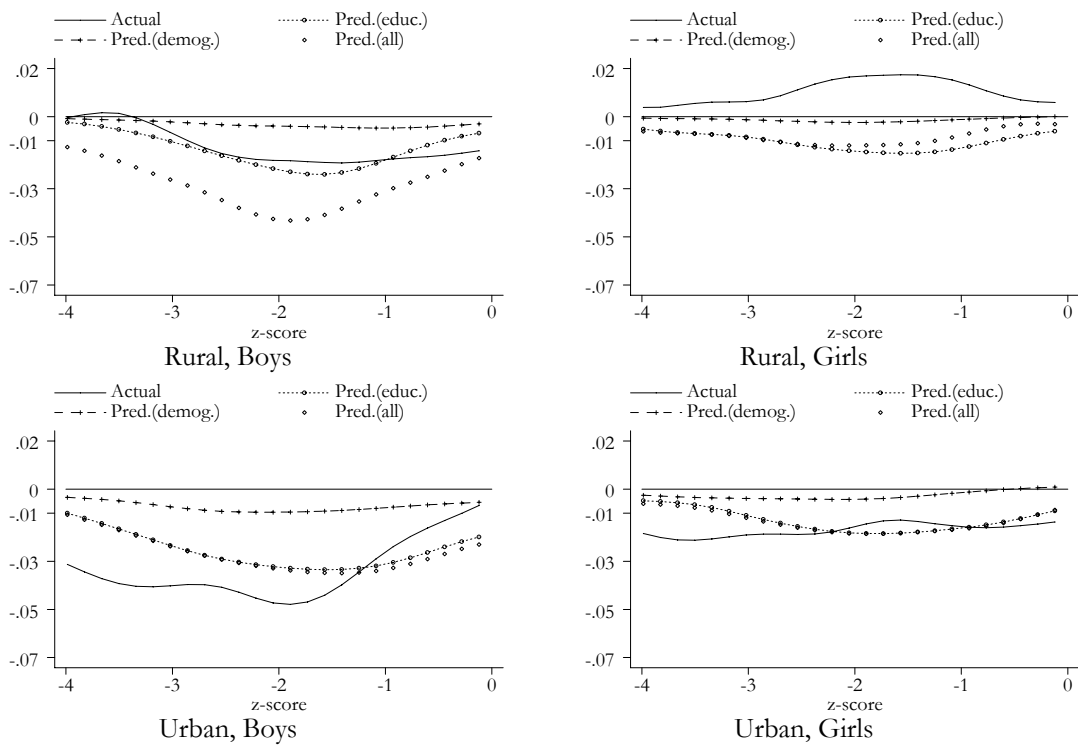 Actual Pred.(educ.)
Pred.(demog.) Pred.(all)
.02
0
-.01
-.03
-.05
-.07
-4 -3 -2 -1 0
z-score
Rural, Boys
Actual Pred.(educ.)
Pred.(demog.) Pred.(all)
.02
0
-.01
-.03
-.05
-.07
-4 -3 -2 -1 0
z-score
Rural, Girls
Actual Pred.(educ.)
Pred.(demog.) Pred.(all)
.02
0
-.01
-.03
-.05
-.07
-4 -3 -2 -1 0
z-score
Urban, Boys
Actual Pred.(educ.)
Pred.(demog.) Pred.(all)
.02
0
-.01
-.03
-.05
-.07
-4 -3 -2 -1 0
z-score
Urban, Girls